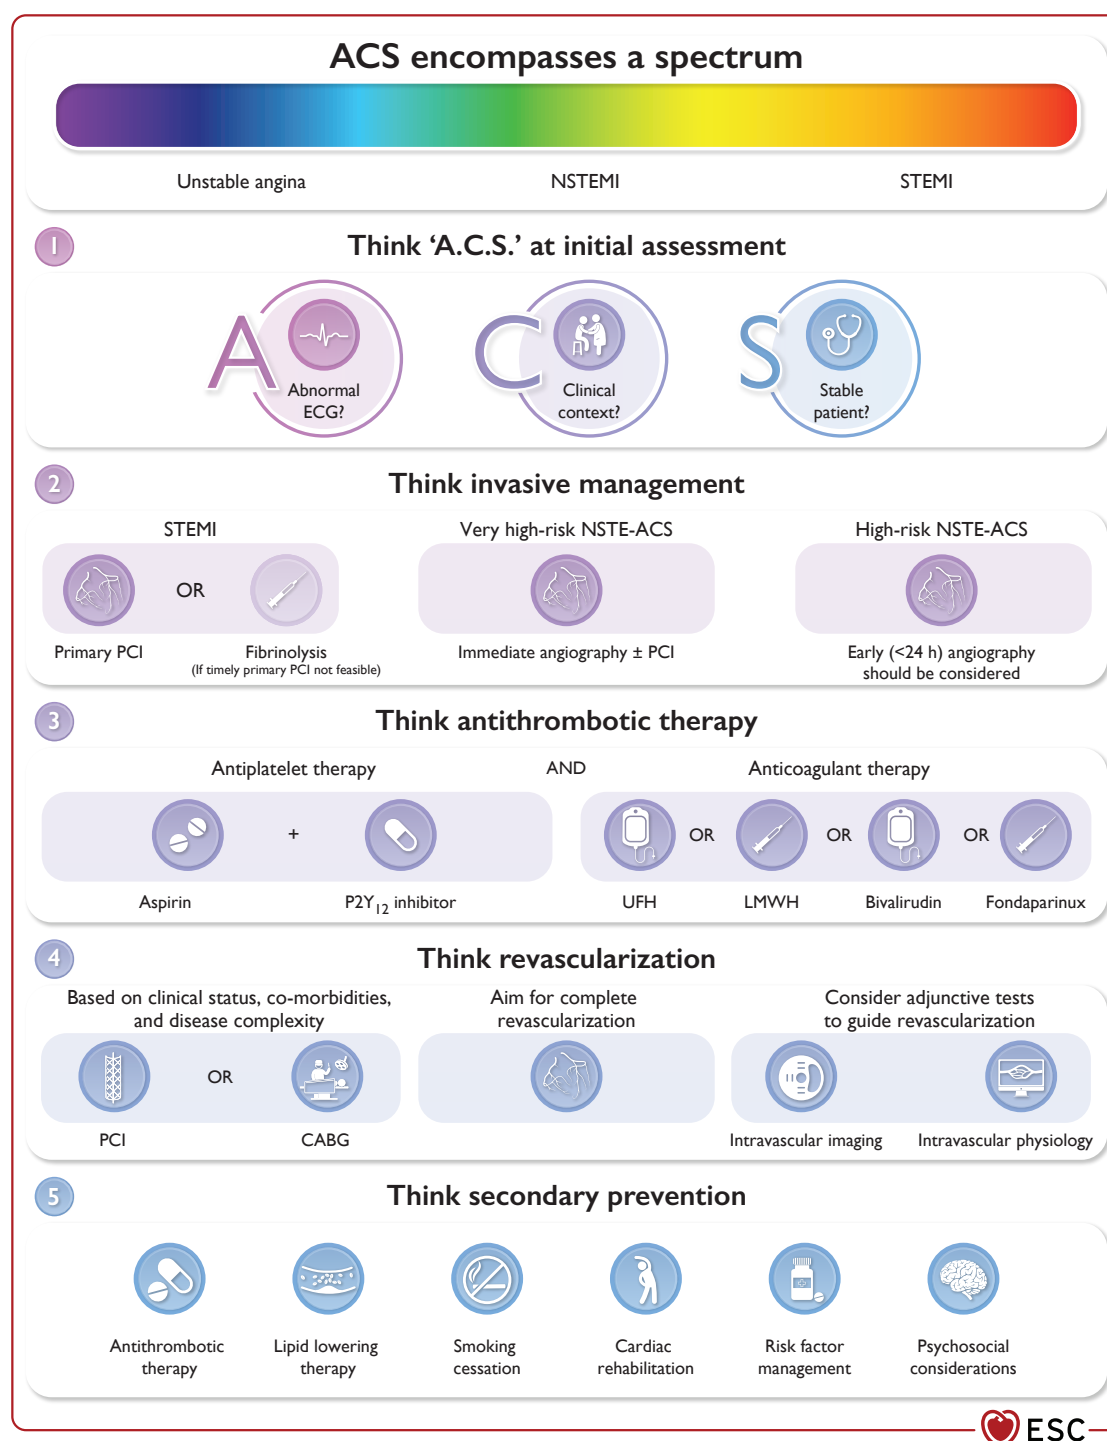 ACS encompasses a spectrum
Unstable angina
NSTEMI
STEMI
1
Think ‘A.C.S.’ at initial assessment
A
Abnormal
ECG?
C
Clinical
context?
S
Stable
patient?
2
Think invasive management
STEMI
OR
Primary PCI
Fibrinolysis
(If timely primary PCI not feasible)
Very high-risk NSTE-ACS
Immediate angiography ± PCI
High-risk NSTE-ACS
Early (<24 h) angiography
should be considered
3
Think antithrombotic therapy
Antiplatelet therapy
AND
Anticoagulant therapy
+
OR
OR
OR
Aspirin
P2Y12 inhibitor
UFH
LMWH
Bivalirudin
Fondaparinux
4
Think revascularization
Based on clinical status, co-morbidities,
and disease complexity
OR
PCI
CABG
Aim for complete
revascularization
Consider adjunctive tests
to guide revascularization
Intravascular imaging
Intravascular physiology
5
Think secondary prevention
Antithrombotic
therapy
Lipid lowering
therapy
Smoking
cessation
Cardiac
rehabilitation
Risk factor
management
Psychosocial
considerations
ESC